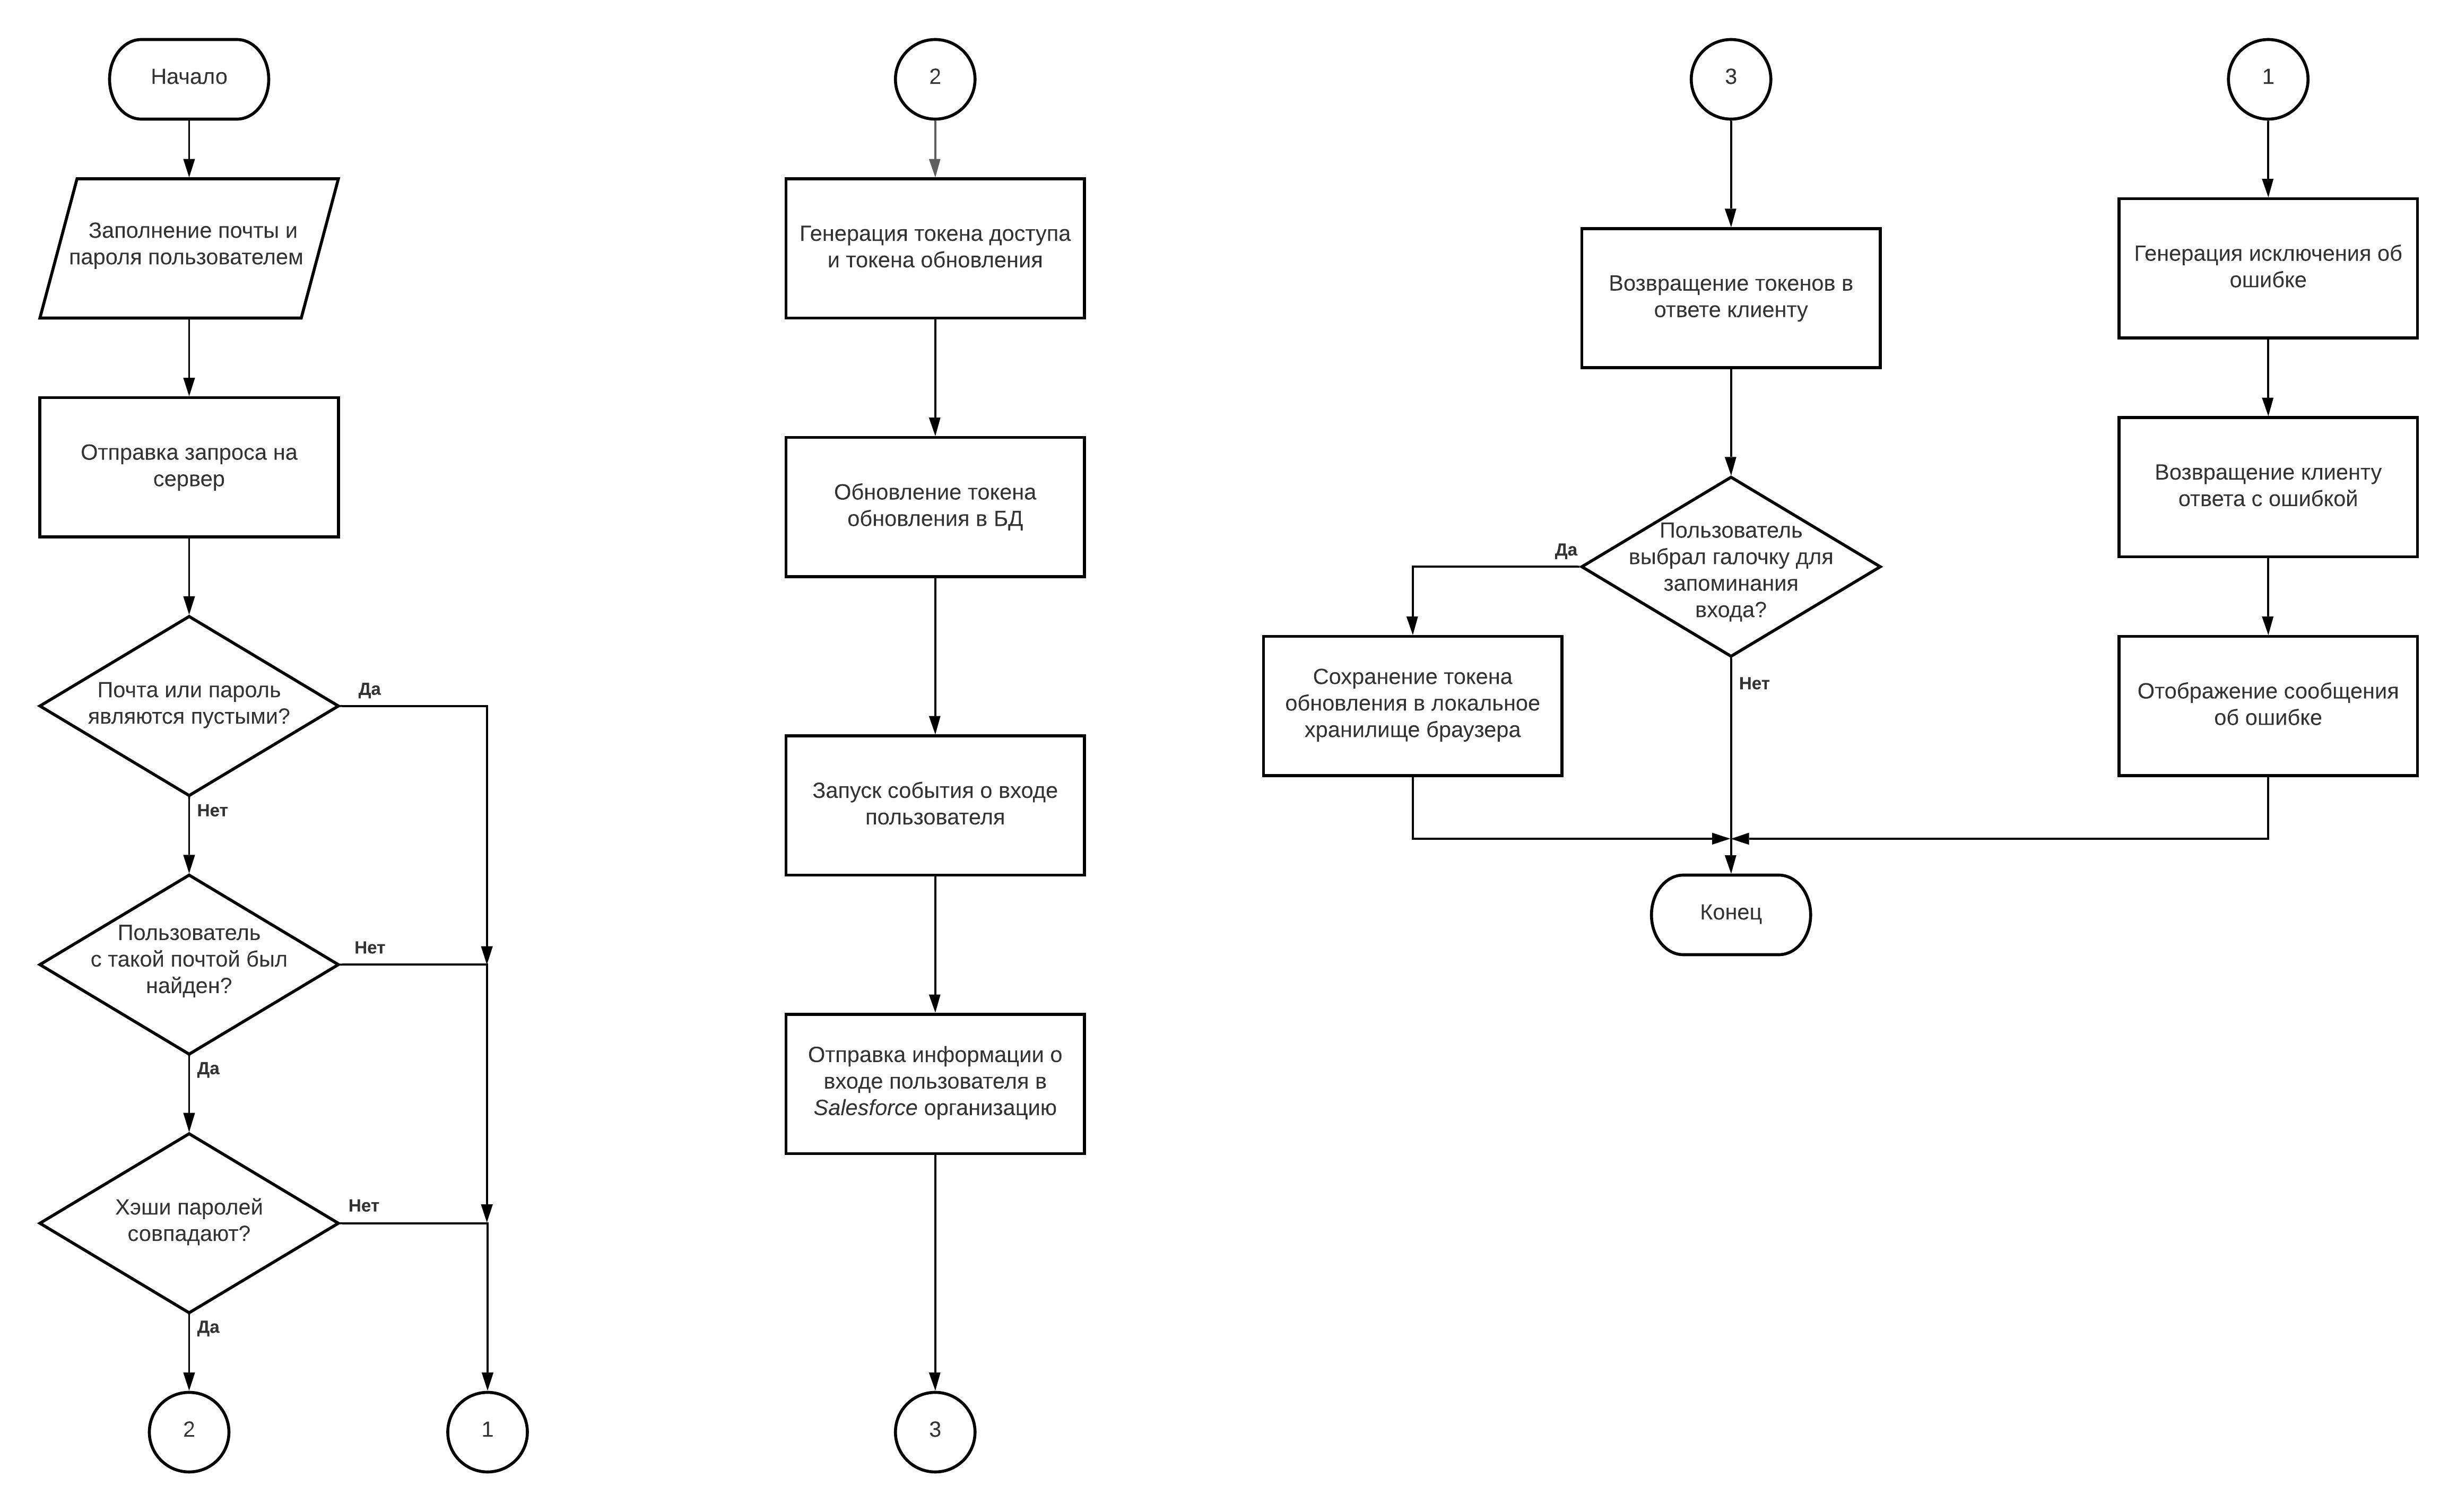 Начало
Заполнение почты и
пароля пользователем
Отправка запроса на
сервер
Почта или пароль
являются пустыми?
Да
Нет
Пользователь
с такой почтой был
найден?
Нет
Да
Хэши паролей
совпадают?
Нет
Да
2
1
2
Генерация токена доступа
и токена обновления
Обновление токена
обновления в БД
Запуск события о входе
пользователя
Отправка информации о
входе пользователя в
Salesforce организацию
3
3
Возвращение токенов в
ответе клиенту
Пользователь
выбрал галочку для
запоминания
входа?
Да
Нет
Сохранение токена
обновления в локальное
хранилище браузера
Конец
1
Генерация исключения об
ошибке
Возвращение клиенту
ответа с ошибкой
Отображение сообщения
об ошибке